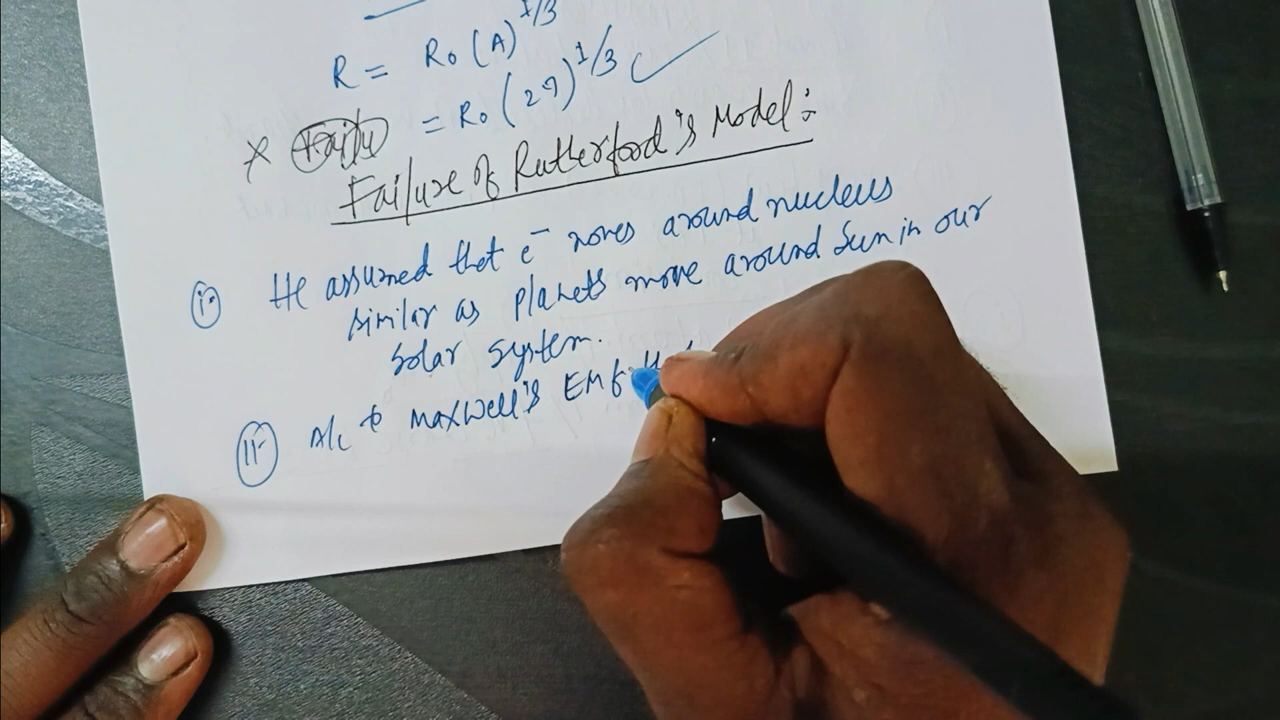 R = R₀ (A)^1/3
= R₀ (27)^1/3 ✓
×
Failure of Rutherford's Model :-
i. He assumed that e⁻ moves around nucleus
similar as planets move around Sun in our
Solar system.
ii. A/c to Maxwell's EM